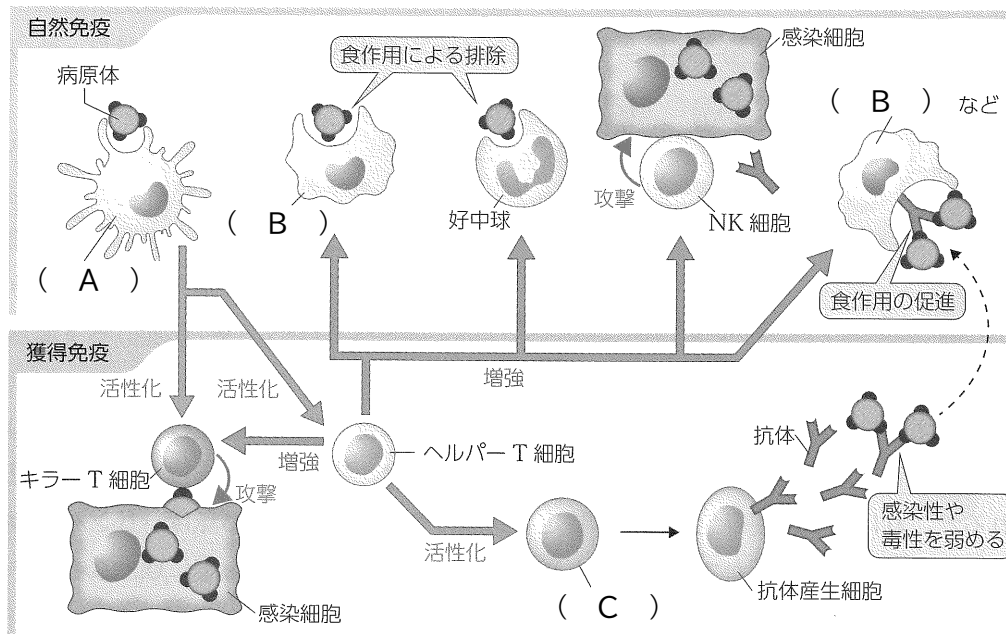 自然免疫
病原体
食作用による排除
感染細胞
( B ) など
( A )
( B )
好中球
攻撃
NK 細胞
食作用の促進
獲得免疫
活性化
活性化
増強
キラー T 細胞
攻撃
増強
ヘルパー T 細胞
抗体
活性化
感染性や
毒性を弱める
感染細胞
( C )
抗体産生細胞